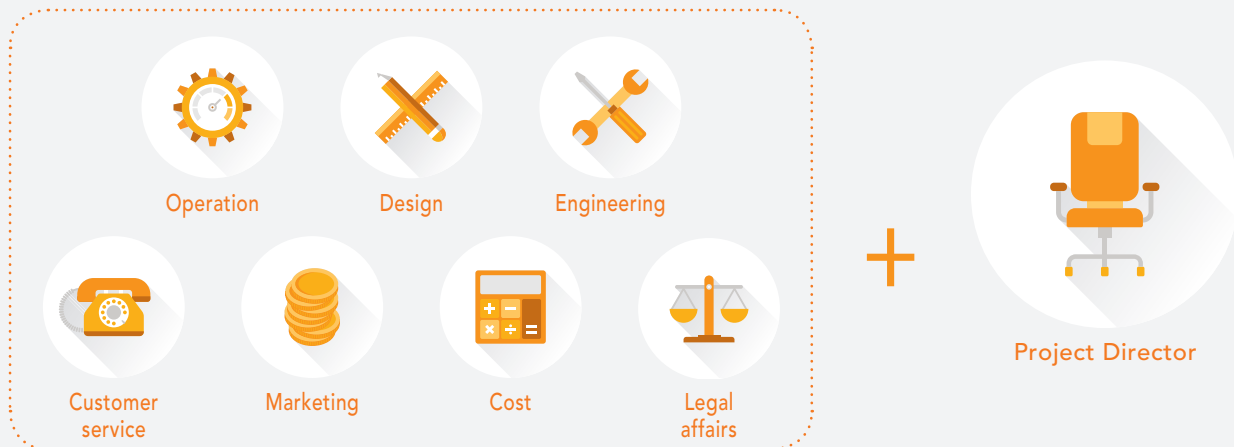 Operation
Design
Engineering
Customer
service
Marketing
Cost
Legal
affairs
Project Director